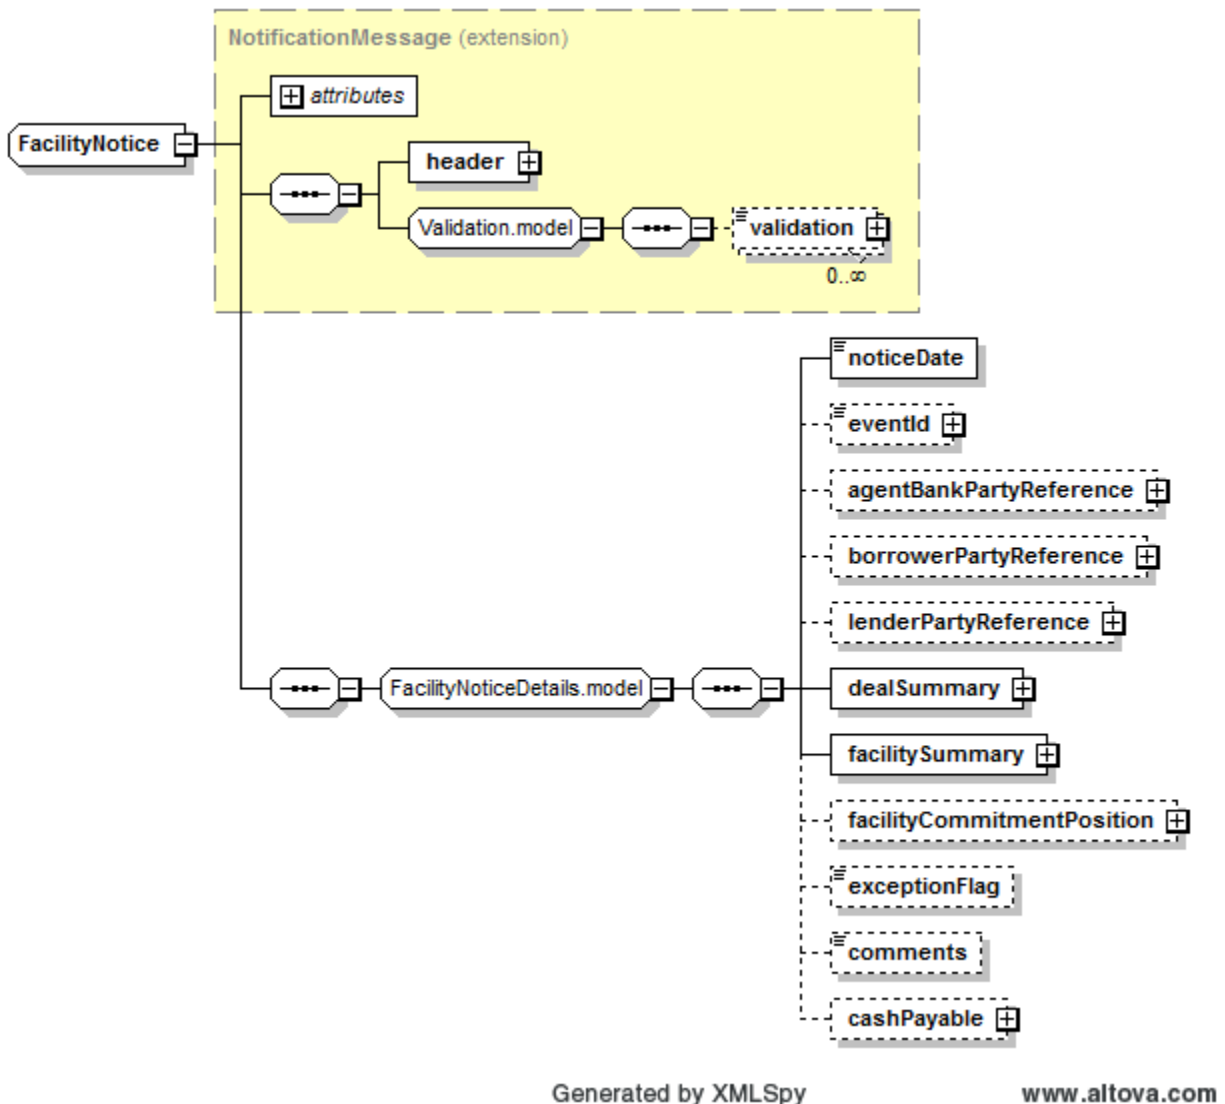 NotificationMessage (extension)
attributes
FacilityNotice
header
Validation.model
validation
0..∞
noticeDate
eventId
agentBankPartyReference
borrowerPartyReference
lenderPartyReference
FacilityNoticeDetails.model
dealSummary
facilitySummary
facilityCommitmentPosition
exceptionFlag
comments
cashPayable
Generated by XMLSpy
www.altova.com